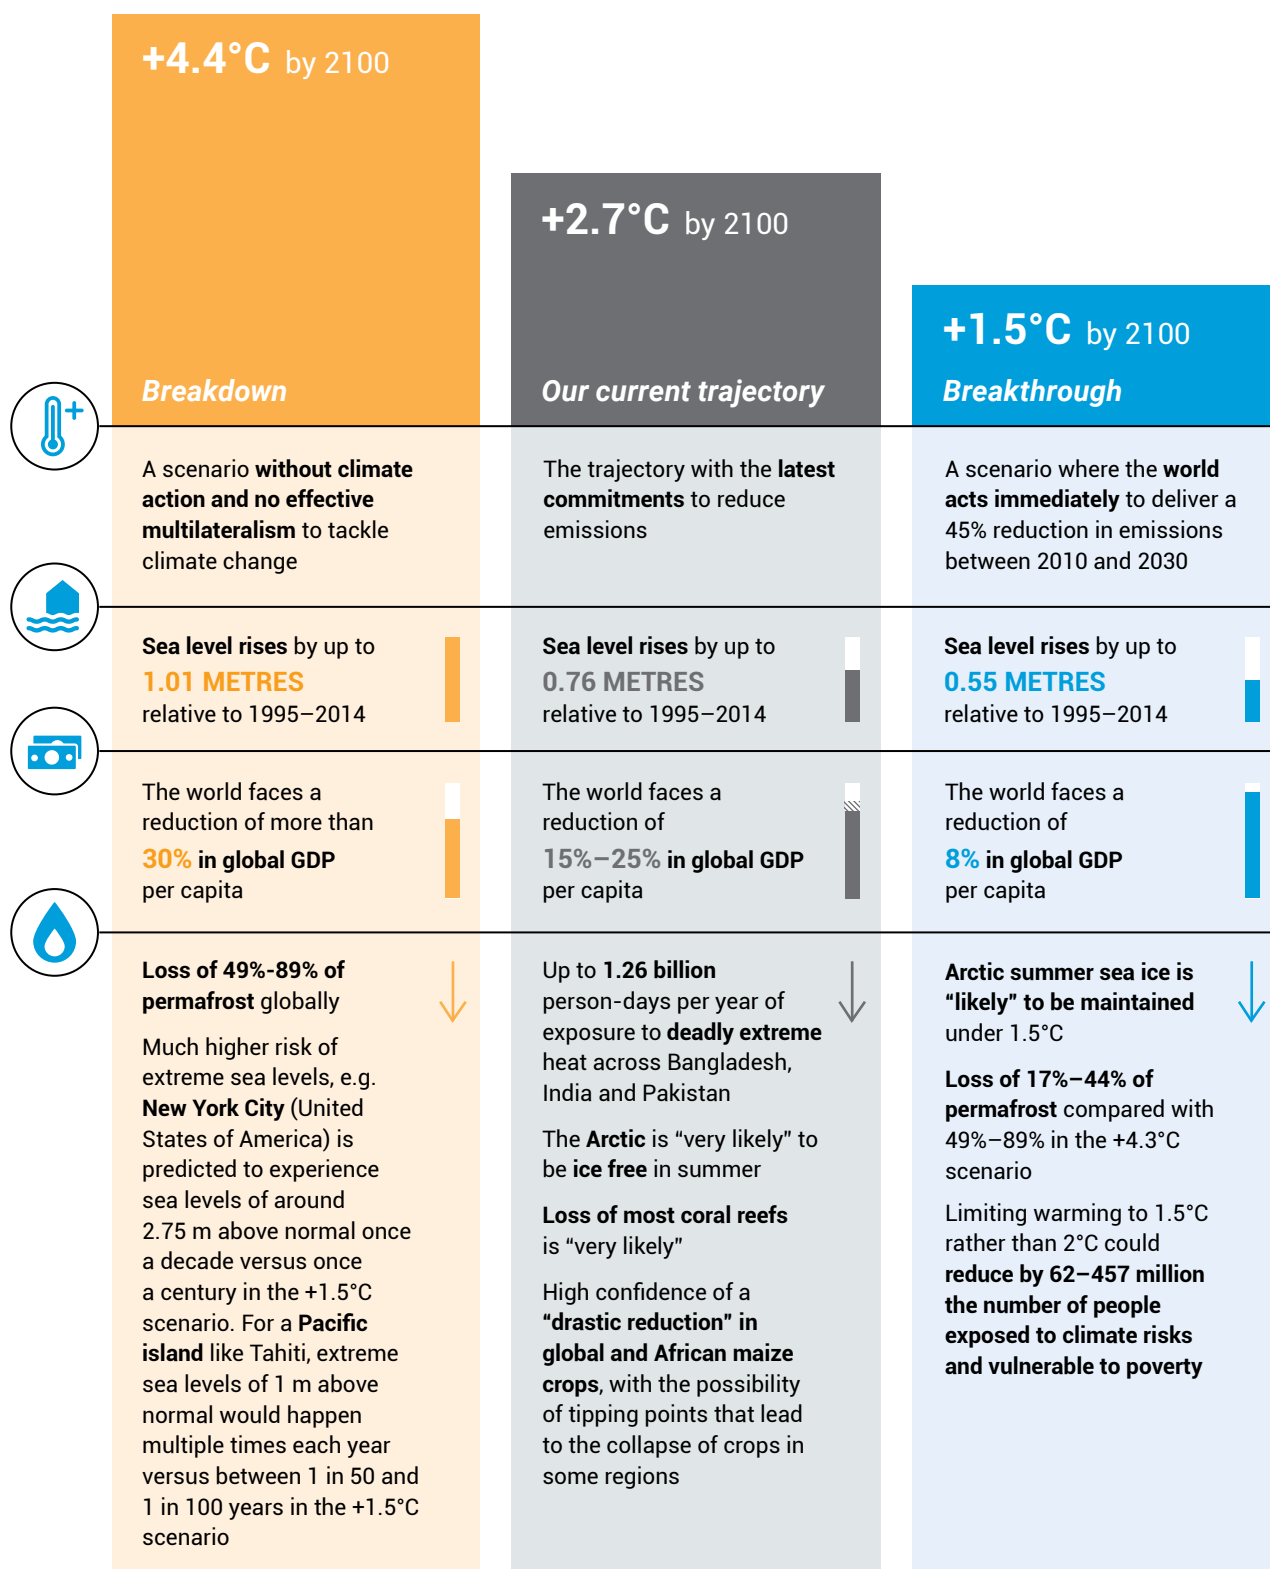 +4.4°C by 2100
Breakdown
A scenario without climate
action and no effective
multilateralism to tackle
climate change
Sea level rises by up to
1.01 METRES
relative to 1995–2014
The world faces a
reduction of more than
30% in global GDP
per capita
Loss of 49%-89% of
permafrost globally
Much higher risk of
extreme sea levels, e.g.
New York City (United
States of America) is
predicted to experience
sea levels of around
2.75 m above normal once
a decade versus once
a century in the +1.5°C
scenario. For a Pacific
island like Tahiti, extreme
sea levels of 1 m above
normal would happen
multiple times each year
versus between 1 in 50 and
1 in 100 years in the +1.5°C
scenario
+2.7°C by 2100
Our current trajectory
The trajectory with the latest
commitments to reduce
emissions
Sea level rises by up to
0.76 METRES
relative to 1995–2014
The world faces a
reduction of
15%–25% in global GDP
per capita
Up to 1.26 billion
person-days per year of
exposure to deadly extreme
heat across Bangladesh,
India and Pakistan
The Arctic is “very likely” to
be ice free in summer
Loss of most coral reefs
is “very likely”
High confidence of a
“drastic reduction” in
global and African maize
crops, with the possibility
of tipping points that lead
to the collapse of crops in
some regions
+1.5°C by 2100
Breakthrough
A scenario where the world
acts immediately to deliver a
45% reduction in emissions
between 2010 and 2030
Sea level rises by up to
0.55 METRES
relative to 1995–2014
The world faces a
reduction of
8% in global GDP
per capita
Arctic summer sea ice is
“likely” to be maintained
under 1.5°C
Loss of 17%–44% of
permafrost compared with
49%–89% in the +4.3°C
scenario
Limiting warming to 1.5°C
rather than 2°C could
reduce by 62–457 million
the number of people
exposed to climate risks
and vulnerable to poverty